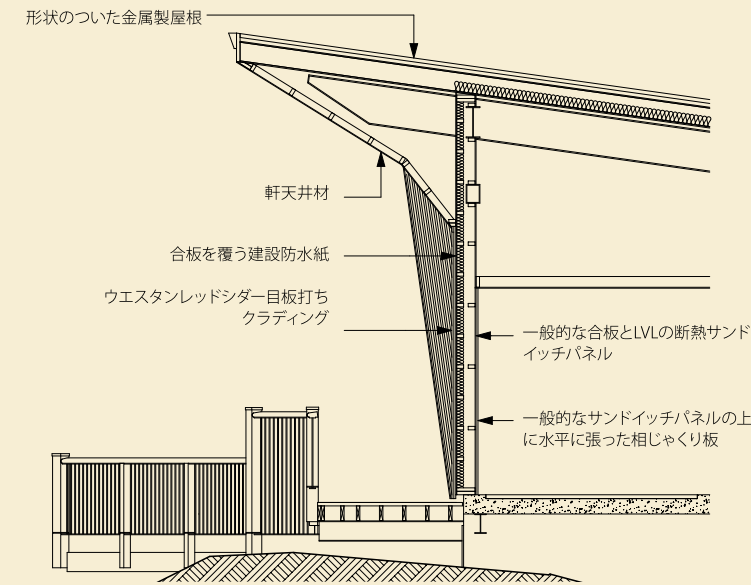 形状のついた金属製屋根
軒天井材
合板を覆う建設防水紙
ウエスタンレッドシダー目板打ち
クラディング
一般的な合板とLVLの断熱サンド
イッチパネル
一般的なサンドイッチパネルの上
に水平に張った相じゃくり板